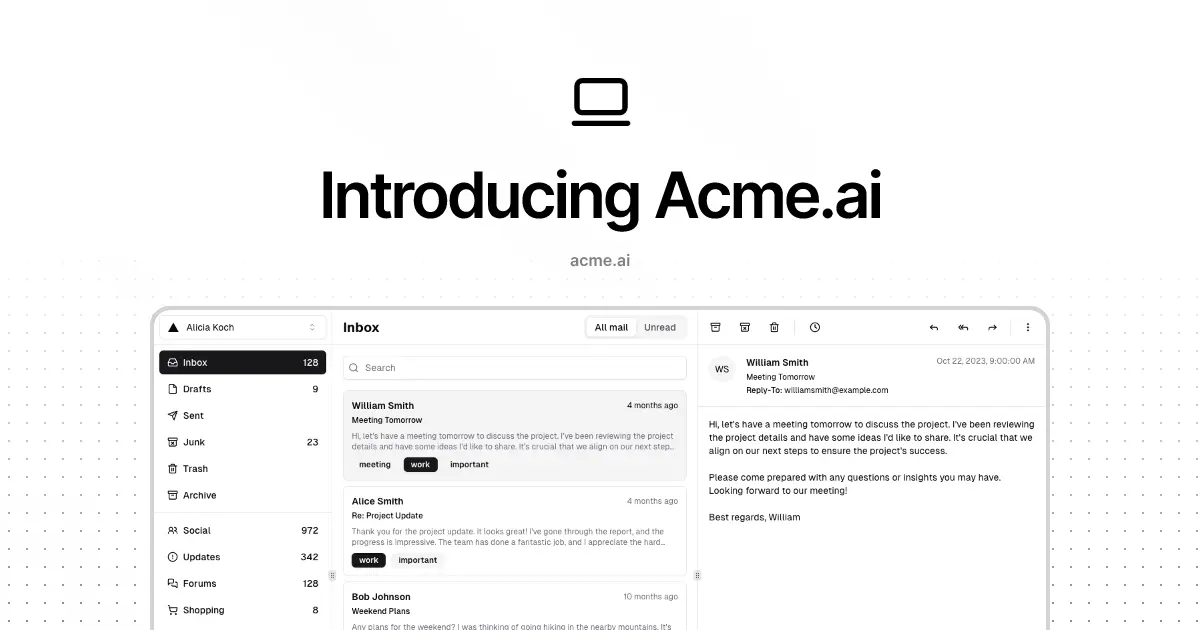 Introducing Acme.ai
acme.ai
Alicia Koch
Inbox 128
Drafts 9
Sent
Junk 23
Trash
Archive
Social 972
Updates 342
Forums 128
Shopping 8
Inbox
All mail Unread
Search
William Smith 4 months ago
Meeting Tomorrow
Hi, let's have a meeting tomorrow to discuss the project. I've been reviewing the project
details and have some ideas I'd like to share. It's crucial that we align on our next step...
meeting work important
Alice Smith 4 months ago
Re: Project Update
Thank you for the project update. It looks great! I've gone through the report, and the
progress is impressive. The team has done a fantastic job, and I appreciate the hard...
work important
Bob Johnson 10 months ago
Weekend Plans
Any plans for the weekend? I was thinking of going hiking in the nearby mountains. It's
WS
William Smith Oct 22, 2023, 9:00:00 AM
Meeting Tomorrow
Reply-To: williamsmith@example.com
Hi, let's have a meeting tomorrow to discuss the project. I've been reviewing
the project details and have some ideas I'd like to share. It's crucial that we
align on our next steps to ensure the project's success.
Please come prepared with any questions or insights you may have.
Looking forward to our meeting!
Best regards, William